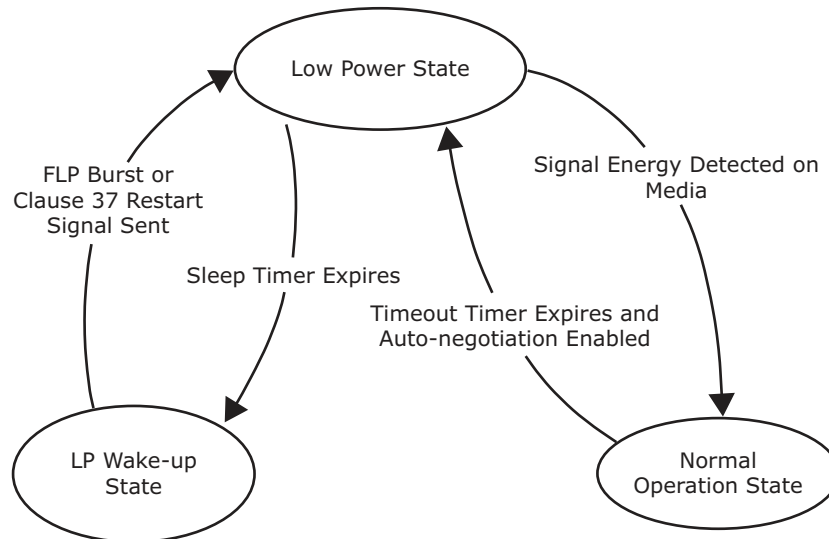 Low Power State
FLP Burst or
Clause 37 Restart
Signal Sent
Signal Energy Detected on
Media
Sleep Timer Expires
Timeout Timer Expires and
Auto-negotiation Enabled
LP Wake-up
State
Normal
Operation State